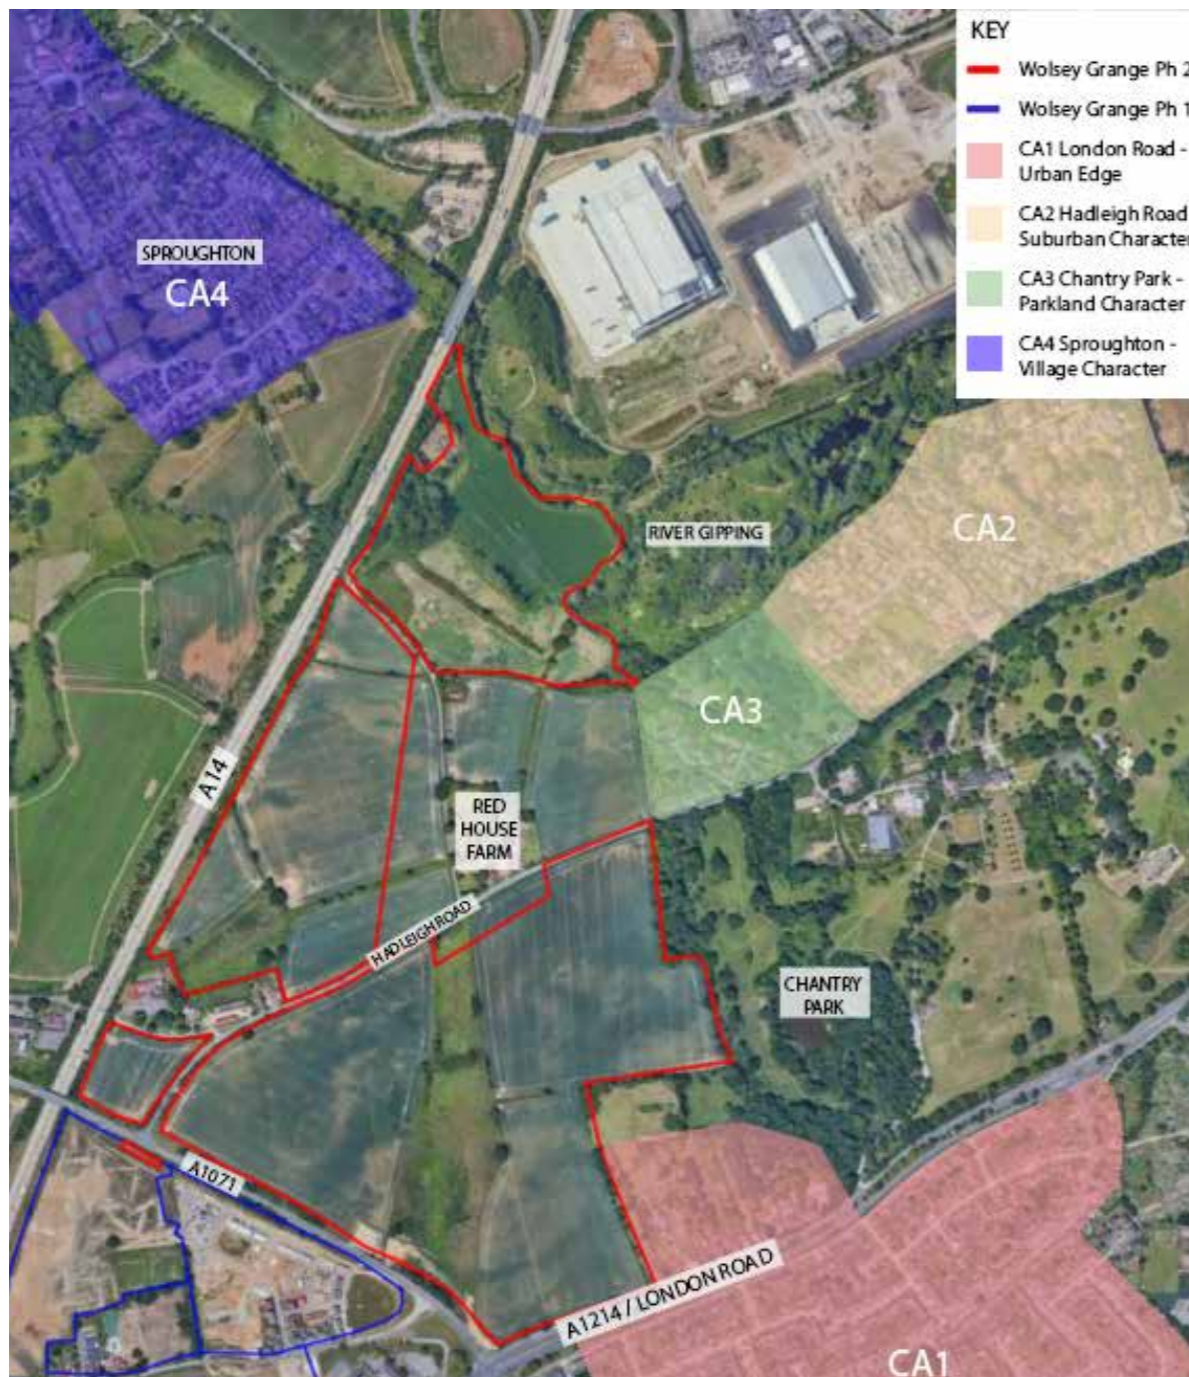 KEY
Wolsey Grange Ph 2
Wolsey Grange Ph 1
CA1 London Road -
Urban Edge
CA2 Hadleigh Road
Suburban Character
CA3 Chantry Park -
Parkland Character
CA4 Sproughton -
Village Character
SPROUGHTON
CA4
RIVER GIPPING
CA2
CA3
A14
RED
HOUSE
FARM
HADLEIGH ROAD
CHANTRY
PARK
A1071
A1214 / LONDON ROAD
CA1